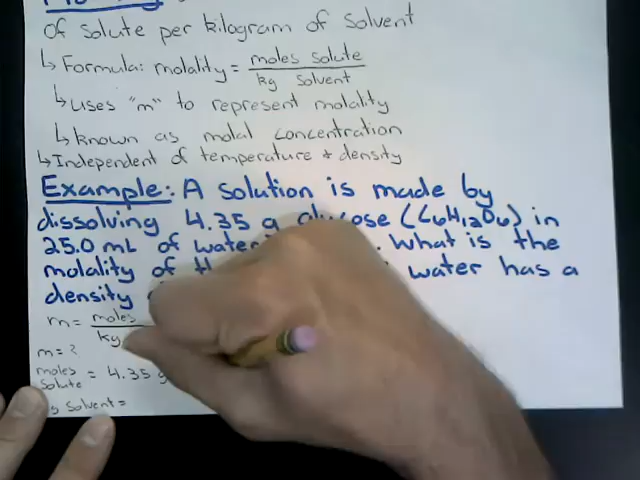 of solute per kilogram of solvent
↳ Formula: molality = moles solute / kg solvent
↳ Uses "m" to represent molality
↳ Known as molal concentration
↳ Independent of temperature + density
Example: A solution is made by
dissolving 4.35 g glucose (C6H12O6) in
25.0 mL of water. What is the
molality of water has a
density
m = moles
kg
m = ?
moles solute = 4.35 g
solvent =